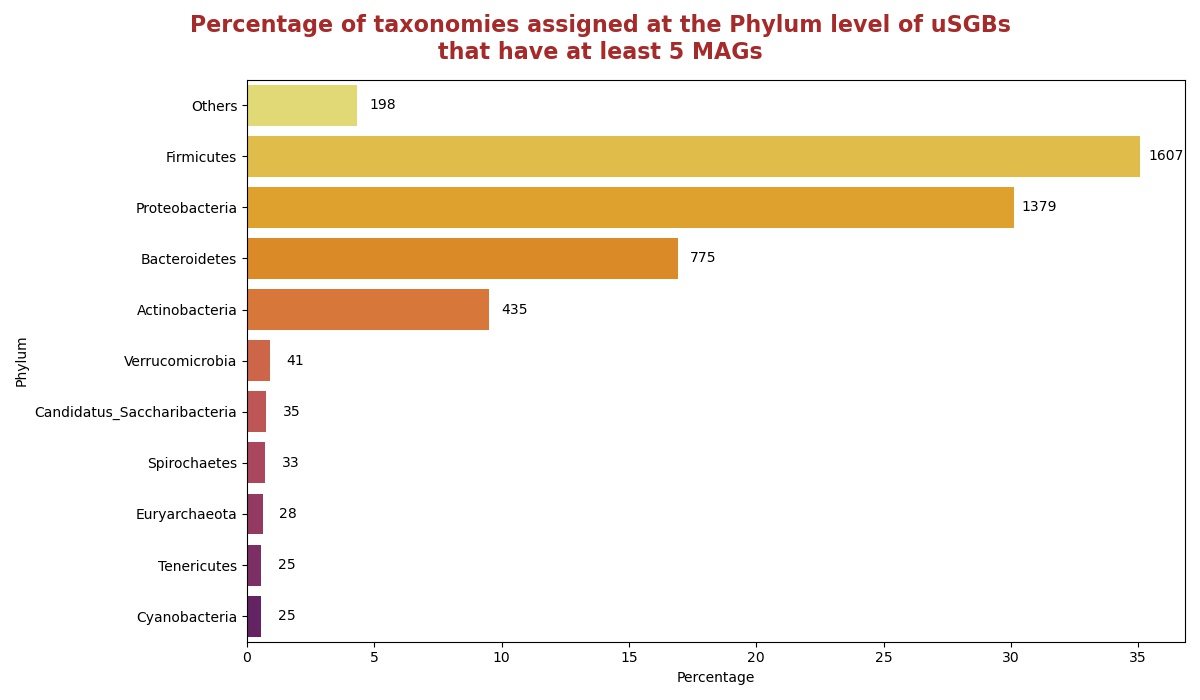 Percentage of taxonomies assigned at the Phylum level of uSGBs
that have at least 5 MAGs
Others
198
Firmicutes
1607
Proteobacteria
1379
Bacteroidetes
775
Actinobacteria
435
Verrucomicrobia
41
Candidatus_Saccharibacteria
35
Spirochaetes
33
Euryarchaeota
28
Tenericutes
25
Cyanobacteria
25
Phylum
0 5 10 15 20 25 30 35
Percentage